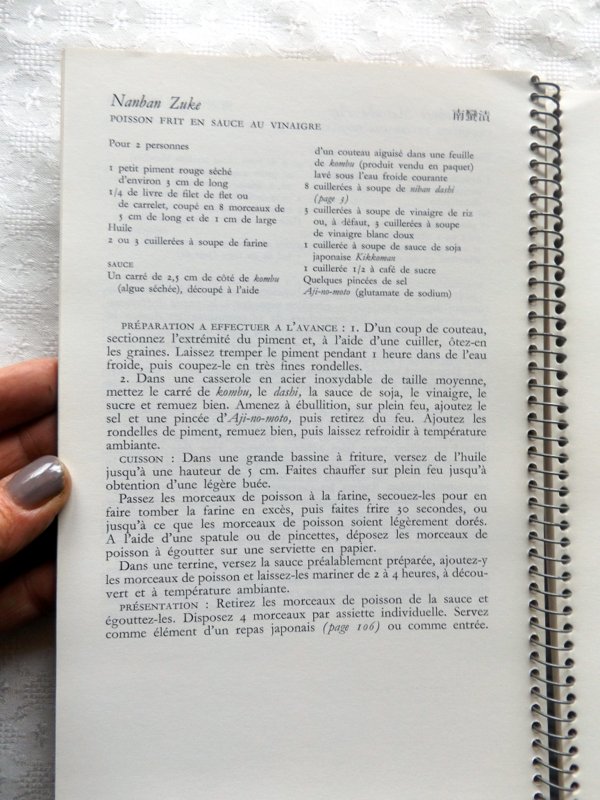 Nanban Zuke
南蠻漬
POISSON FRIT EN SAUCE AU VINAIGRE
Pour 2 personnes
1 petit piment rouge séché
d'environ 3 cm de long
1/4 de livre de filet de flet ou
de carrelet, coupé en 8 morceaux de
5 cm de long et de 1 cm de large
Huile
2 ou 3 cuillerées à soupe de farine
SAUCE
Un carré de 2,5 cm de côté de kombu
(algue séchée), découpé à l'aide
d'un couteau aiguisé dans une feuille
de kombu (produit vendu en paquet)
lavé sous l'eau froide courante
8 cuillerées à soupe de niban dashi
(page 3)
3 cuillerées à soupe de vinaigre de riz
ou, à défaut, 3 cuillerées à soupe
de vinaigre blanc doux
1 cuillerée à soupe de sauce de soja
japonaise Kikkoman
1 cuillerée 1/2 à café de sucre
Quelques pincées de sel
Aji-no-moto (glutamate de sodium)
PRÉPARATION A EFFECTUER A L'AVANCE : 1. D'un coup de couteau,
sectionnez l'extrémité du piment et, à l'aide d'une cuiller, ôtez-en
les graines. Laissez tremper le piment pendant 1 heure dans de l'eau
froide, puis coupez-le en très fines rondelles.
2. Dans une casserole en acier inoxydable de taille moyenne,
mettez le carré de kombu, le dashi, la sauce de soja, le vinaigre, le
sucre et remuez bien. Amenez à ébullition, sur plein feu, ajoutez le
sel et une pincée d'Aji-no-moto, puis retirez du feu. Ajoutez les
rondelles de piment, remuez bien, puis laissez refroidir à température
ambiante.
CUISSON : Dans une grande bassine à friture, versez de l'huile
jusqu'à une hauteur de 5 cm. Faites chauffer sur plein feu jusqu'à
obtention d'une légère buée.
Passez les morceaux de poisson à la farine, secouez-les pour en
faire tomber la farine en excès, puis faites frire 30 secondes, ou
jusqu'à ce que les morceaux de poisson soient légèrement dorés.
A l'aide d'une spatule ou de pincettes, déposez les morceaux de
poisson à égoutter sur une serviette en papier.
Dans une terrine, versez la sauce préalablement préparée, ajoutez-y
les morceaux de poisson et laissez-les mariner de 2 à 4 heures, à décou-
vert et à température ambiante.
PRÉSENTATION : Retirez les morceaux de poisson de la sauce et
égouttez-les. Disposez 4 morceaux par assiette individuelle. Servez
comme élément d'un repas japonais (page 106) ou comme entrée.